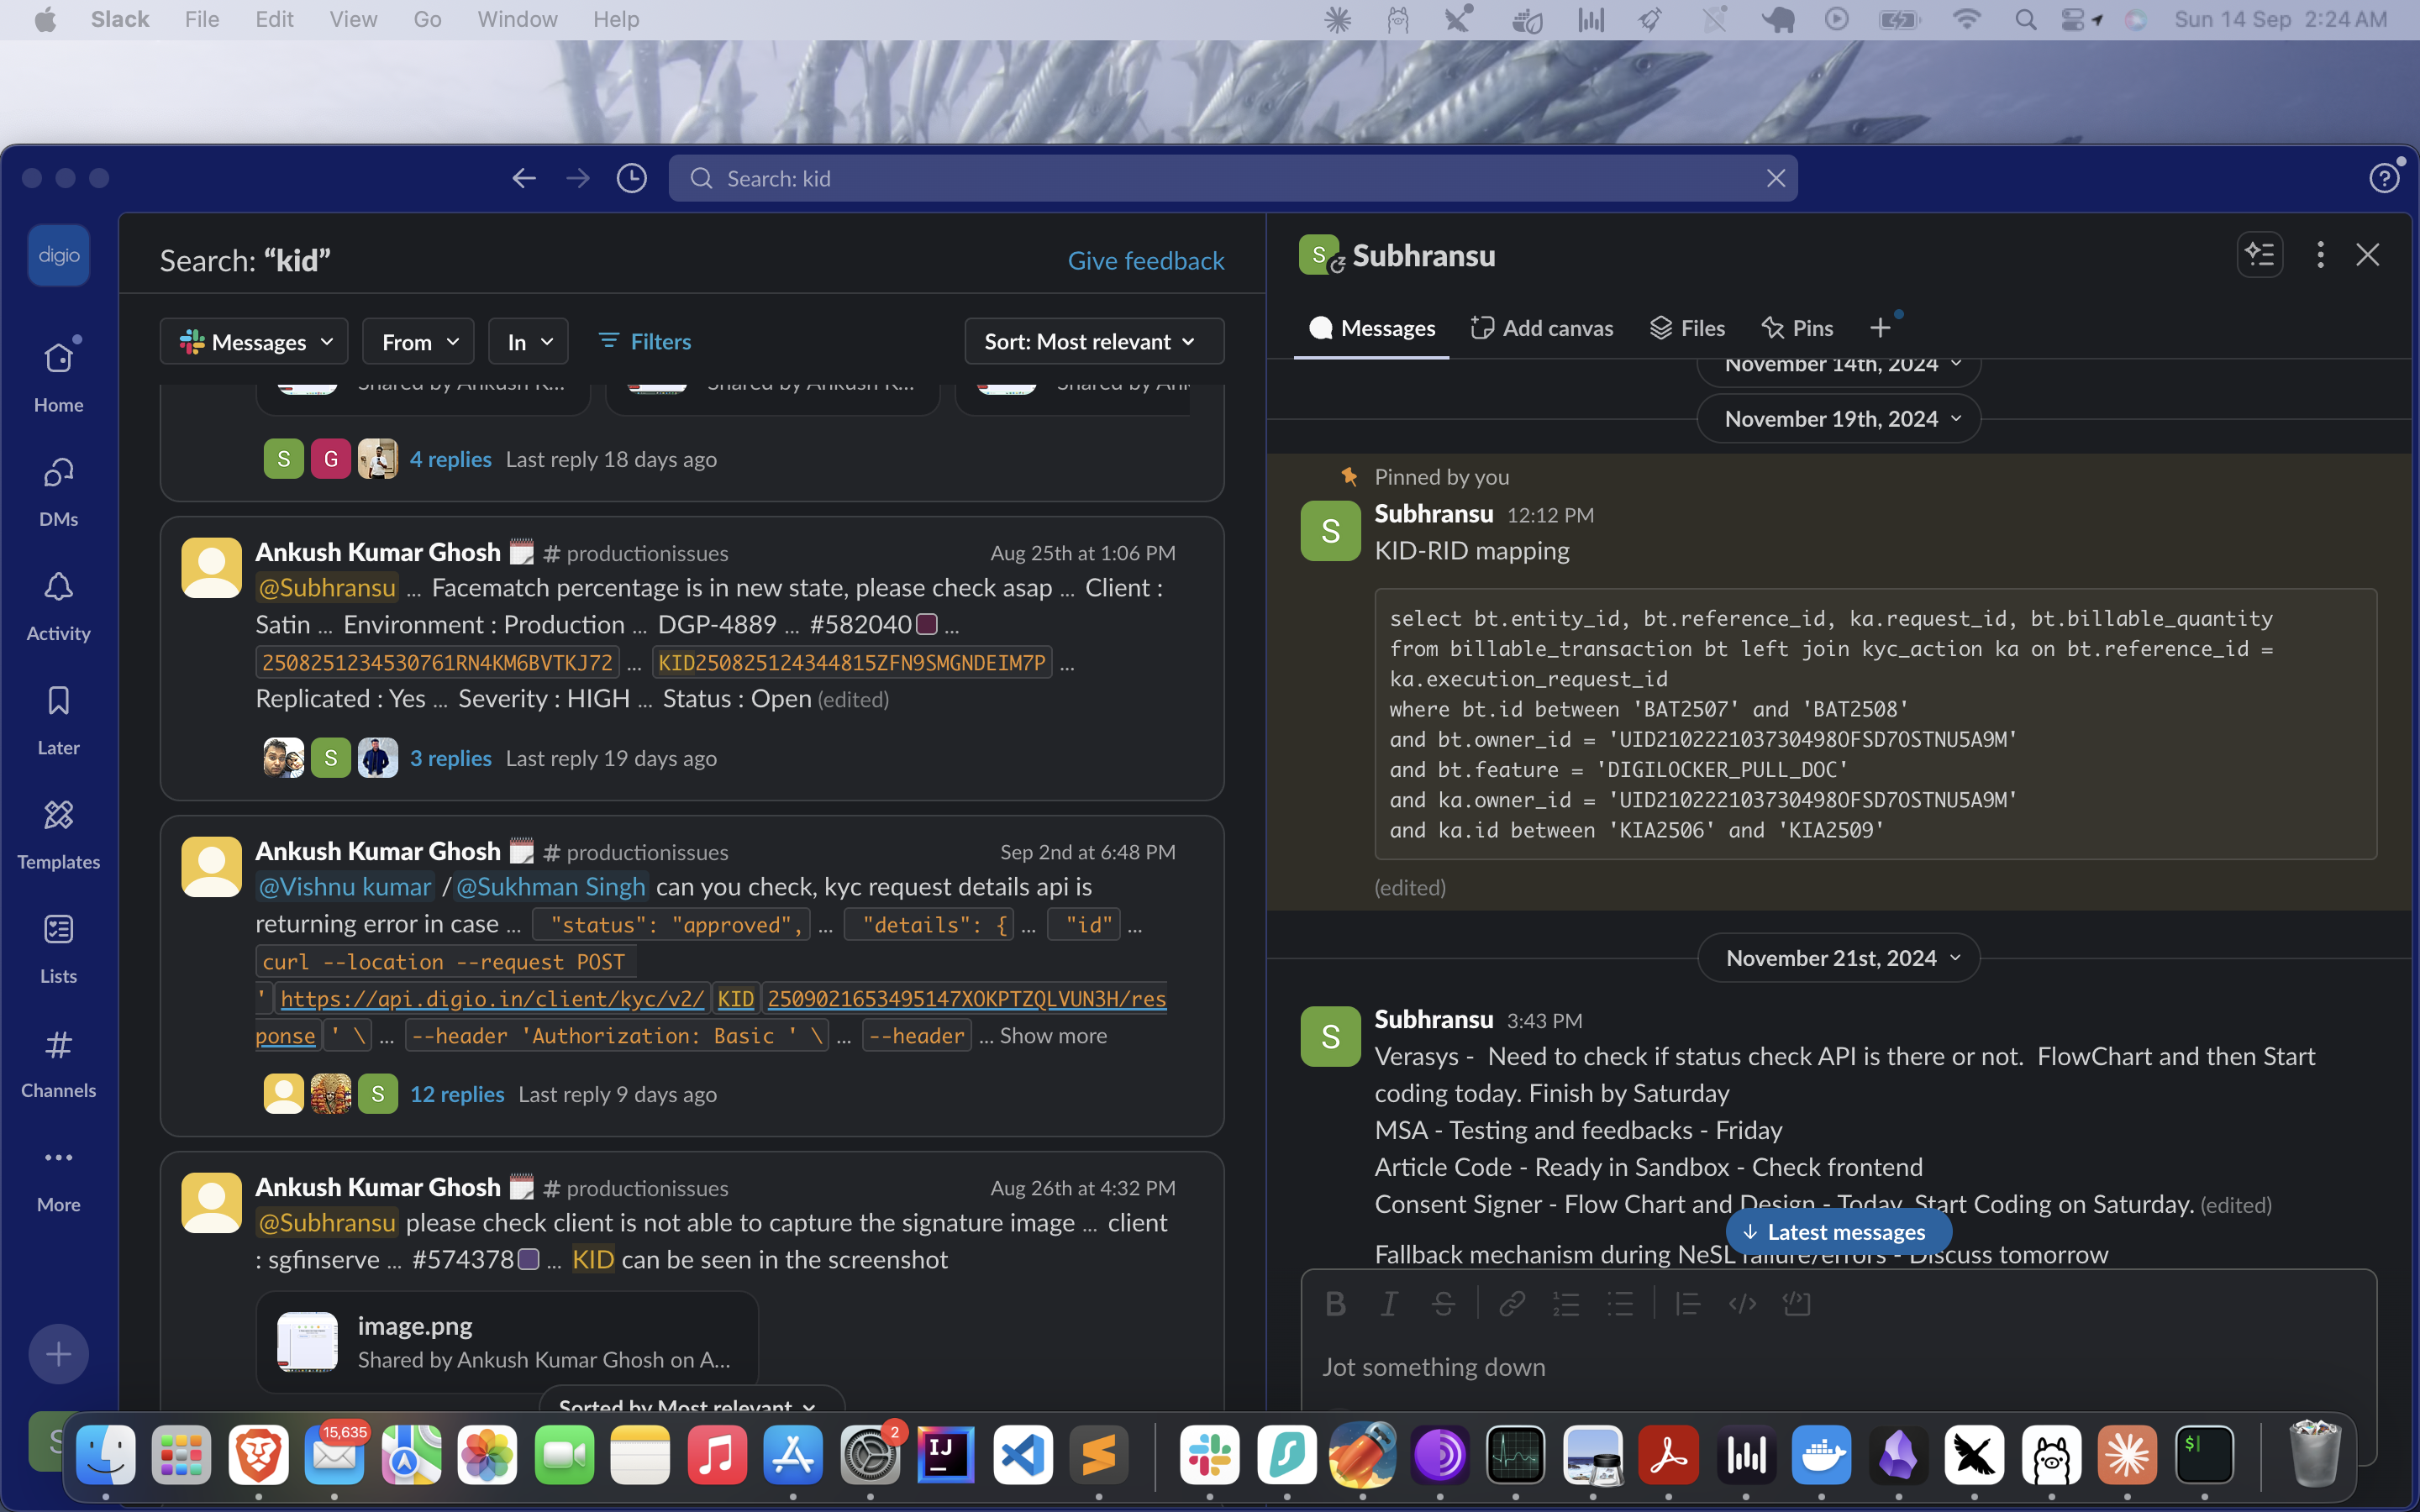 Slack File Edit View Go Window Help Sun 14 Sep 2:24 AM
Search: kid
digio
Home
DMs
Activity
Later
Templates
Lists
Channels
More
Search: “kid”
Give feedback
Messages From In Filters Sort: Most relevant
Shared by Ankush K... Shared by Ankush K...
S G 4 replies Last reply 18 days ago
Ankush Kumar Ghosh # productionissues Aug 25th at 1:06 PM
@Subhransu ... Facematch percentage is in new state, please check asap ... Client :
Satin ... Environment : Production ... DGP-4889 ... #582040 ...
2508251234530761RN4KM6BVTKJ72 ... KID250825124344815ZFN9SMGNDEIM7P ...
Replicated : Yes ... Severity : HIGH ... Status : Open (edited)
S 3 replies Last reply 19 days ago
Ankush Kumar Ghosh # productionissues Sep 2nd at 6:48 PM
@Vishnu kumar /@Sukhman Singh can you check, kyc request details api is
returning error in case ... "status": "approved", ... "details": { ... "id" ...
curl --location --request POST
' https://api.digio.in/client/kyc/v2/ KID 2509021653495147XOKPTZQLVUN3H/res
ponse ' \ ... --header 'Authorization: Basic ' \ ... --header ... Show more
S 12 replies Last reply 9 days ago
Ankush Kumar Ghosh # productionissues Aug 26th at 4:32 PM
@Subhransu please check client is not able to capture the signature image ... client
: sgfinserve ... #574378 ... KID can be seen in the screenshot
image.png
Shared by Ankush Kumar Ghosh on A...
Sorted by Most relevant
S Subhransu
Messages Add canvas Files Pins
November 14th, 2024
November 19th, 2024
Pinned by you
S
Subhransu 12:12 PM
KID-RID mapping
select bt.entity_id, bt.reference_id, ka.request_id, bt.billable_quantity
from billable_transaction bt left join kyc_action ka on bt.reference_id =
ka.execution_request_id
where bt.id between 'BAT2507' and 'BAT2508'
and bt.owner_id = 'UID210222103730498OFSD7OSTNU5A9M'
and bt.feature = 'DIGILOCKER_PULL_DOC'
and ka.owner_id = 'UID210222103730498OFSD7OSTNU5A9M'
and ka.id between 'KIA2506' and 'KIA2509'
(edited)
November 21st, 2024
S
Subhransu 3:43 PM
Verasys - Need to check if status check API is there or not. FlowChart and then Start
coding today. Finish by Saturday
MSA - Testing and feedbacks - Friday
Article Code - Ready in Sandbox - Check frontend
Consent Signer - Flow Chart and Design - Today. Start Coding on Saturday. (edited)
Latest messages
Fallback mechanism during NeSL failure/errors - Discuss tomorrow
Jot something down
S
15,635
2
IJ
$